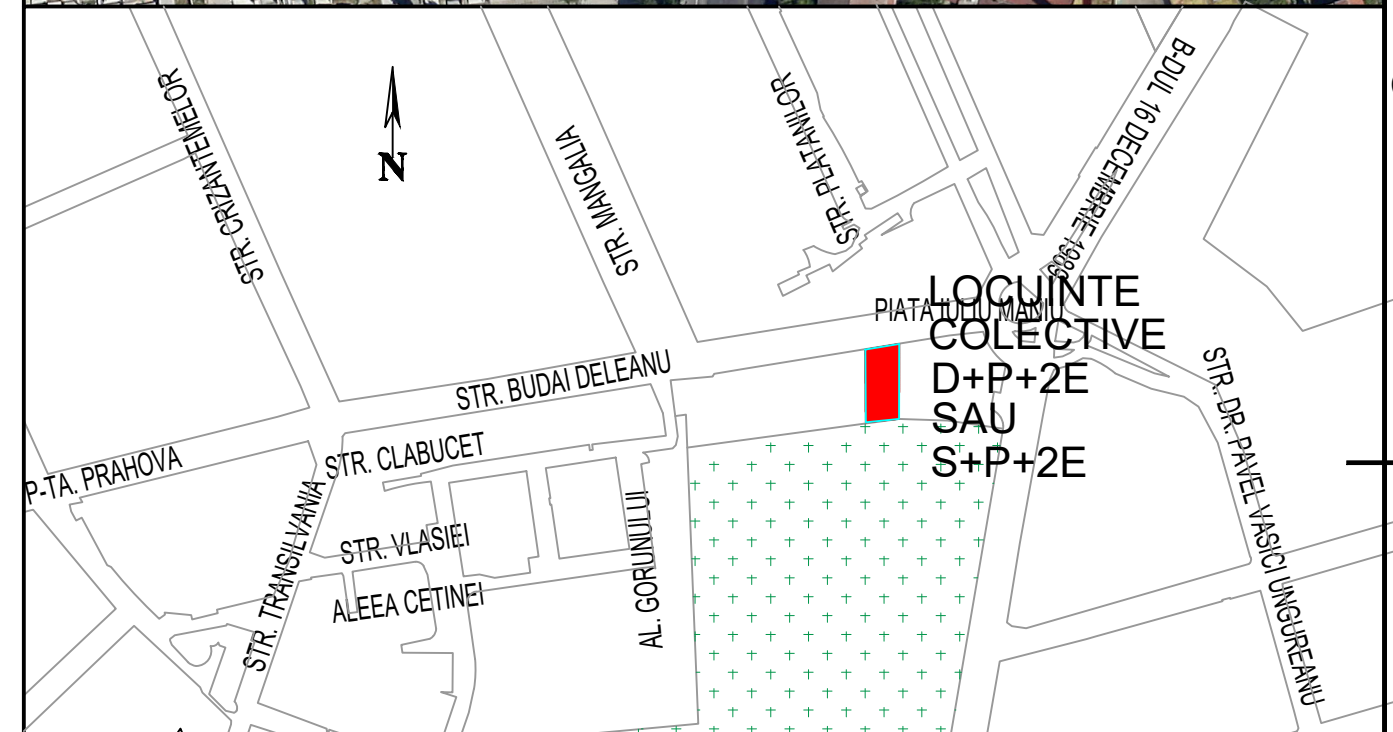 STR. CRIZANTEMELOR
N
STR. MANGALIA
STR. PLATANILOR
B-DUL 16 DECEMBRIE 1989
PIATA IULIU MANIU
LOCUINTE
COLECTIVE
D+P+2E
SAU
S+P+2E
STR. BUDAI DELEANU
STR. CLABUCET
P-TA. PRAHOVA
STR. TRANSILVANIA
STR. VLASIEI
ALEEA CETINEI
AL. GORUNULUI
STR. DR. PAVEL VASICI UNGUREANU